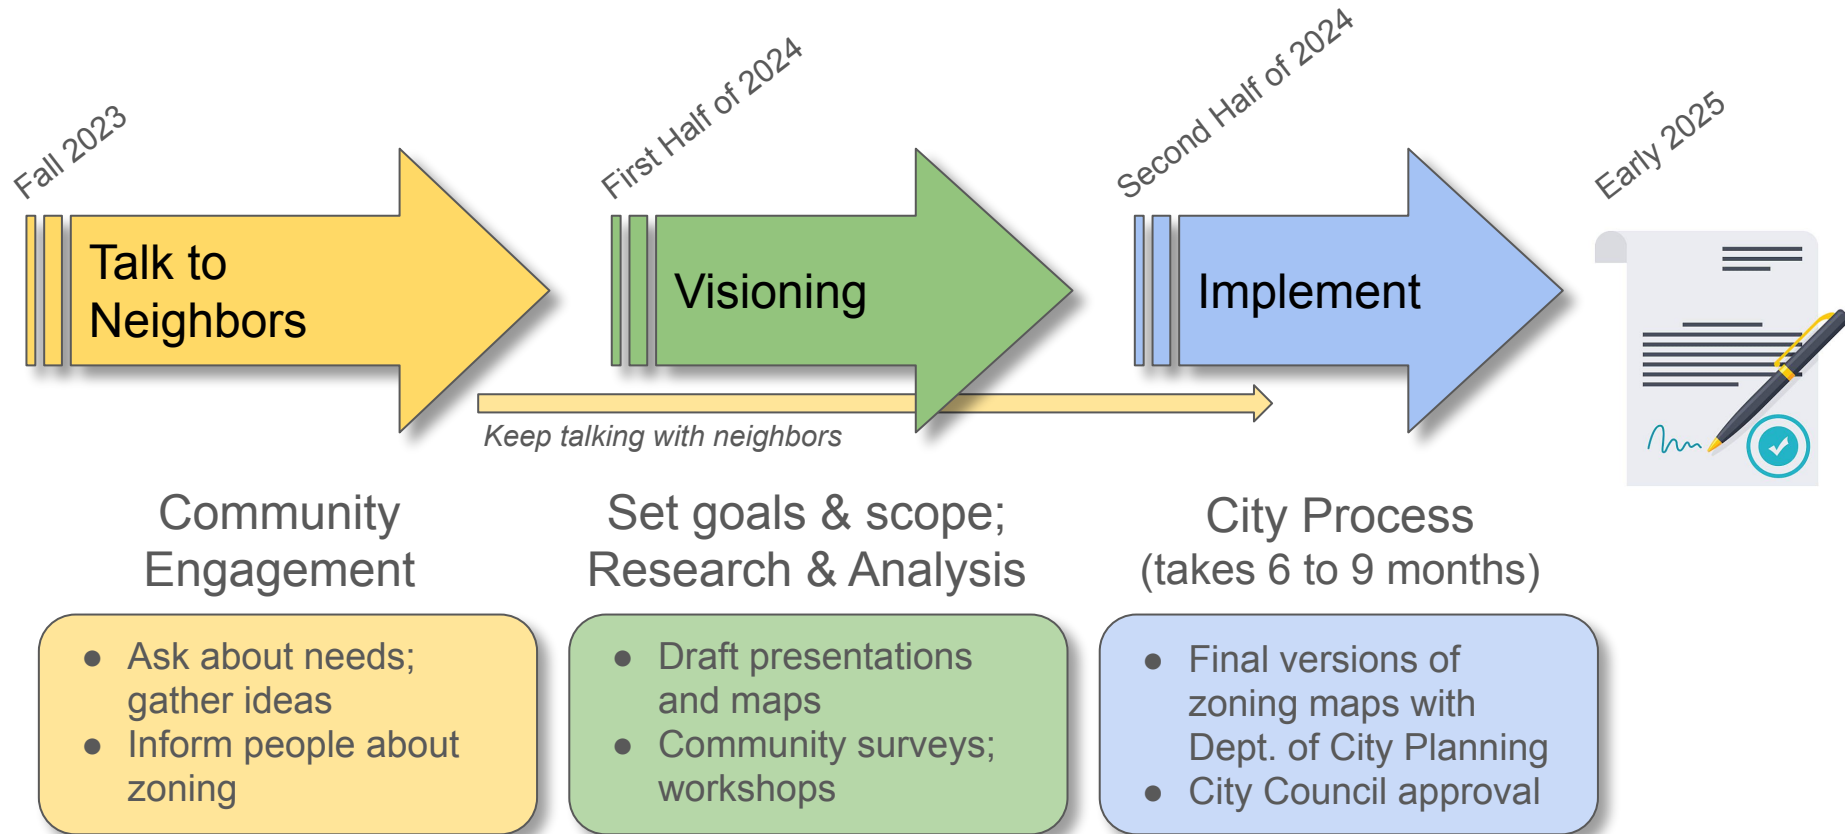 Fall 2023
First Half of 2024
Second Half of 2024
Early 2025
Talk to
Neighbors
Visioning
Implement
Keep talking with neighbors
Community
Engagement
Set goals & scope;
Research & Analysis
City Process
(takes 6 to 9 months)
● Ask about needs;
gather ideas
● Inform people about
zoning
● Draft presentations
and maps
● Community surveys;
workshops
● Final versions of
zoning maps with
Dept. of City Planning
● City Council approval